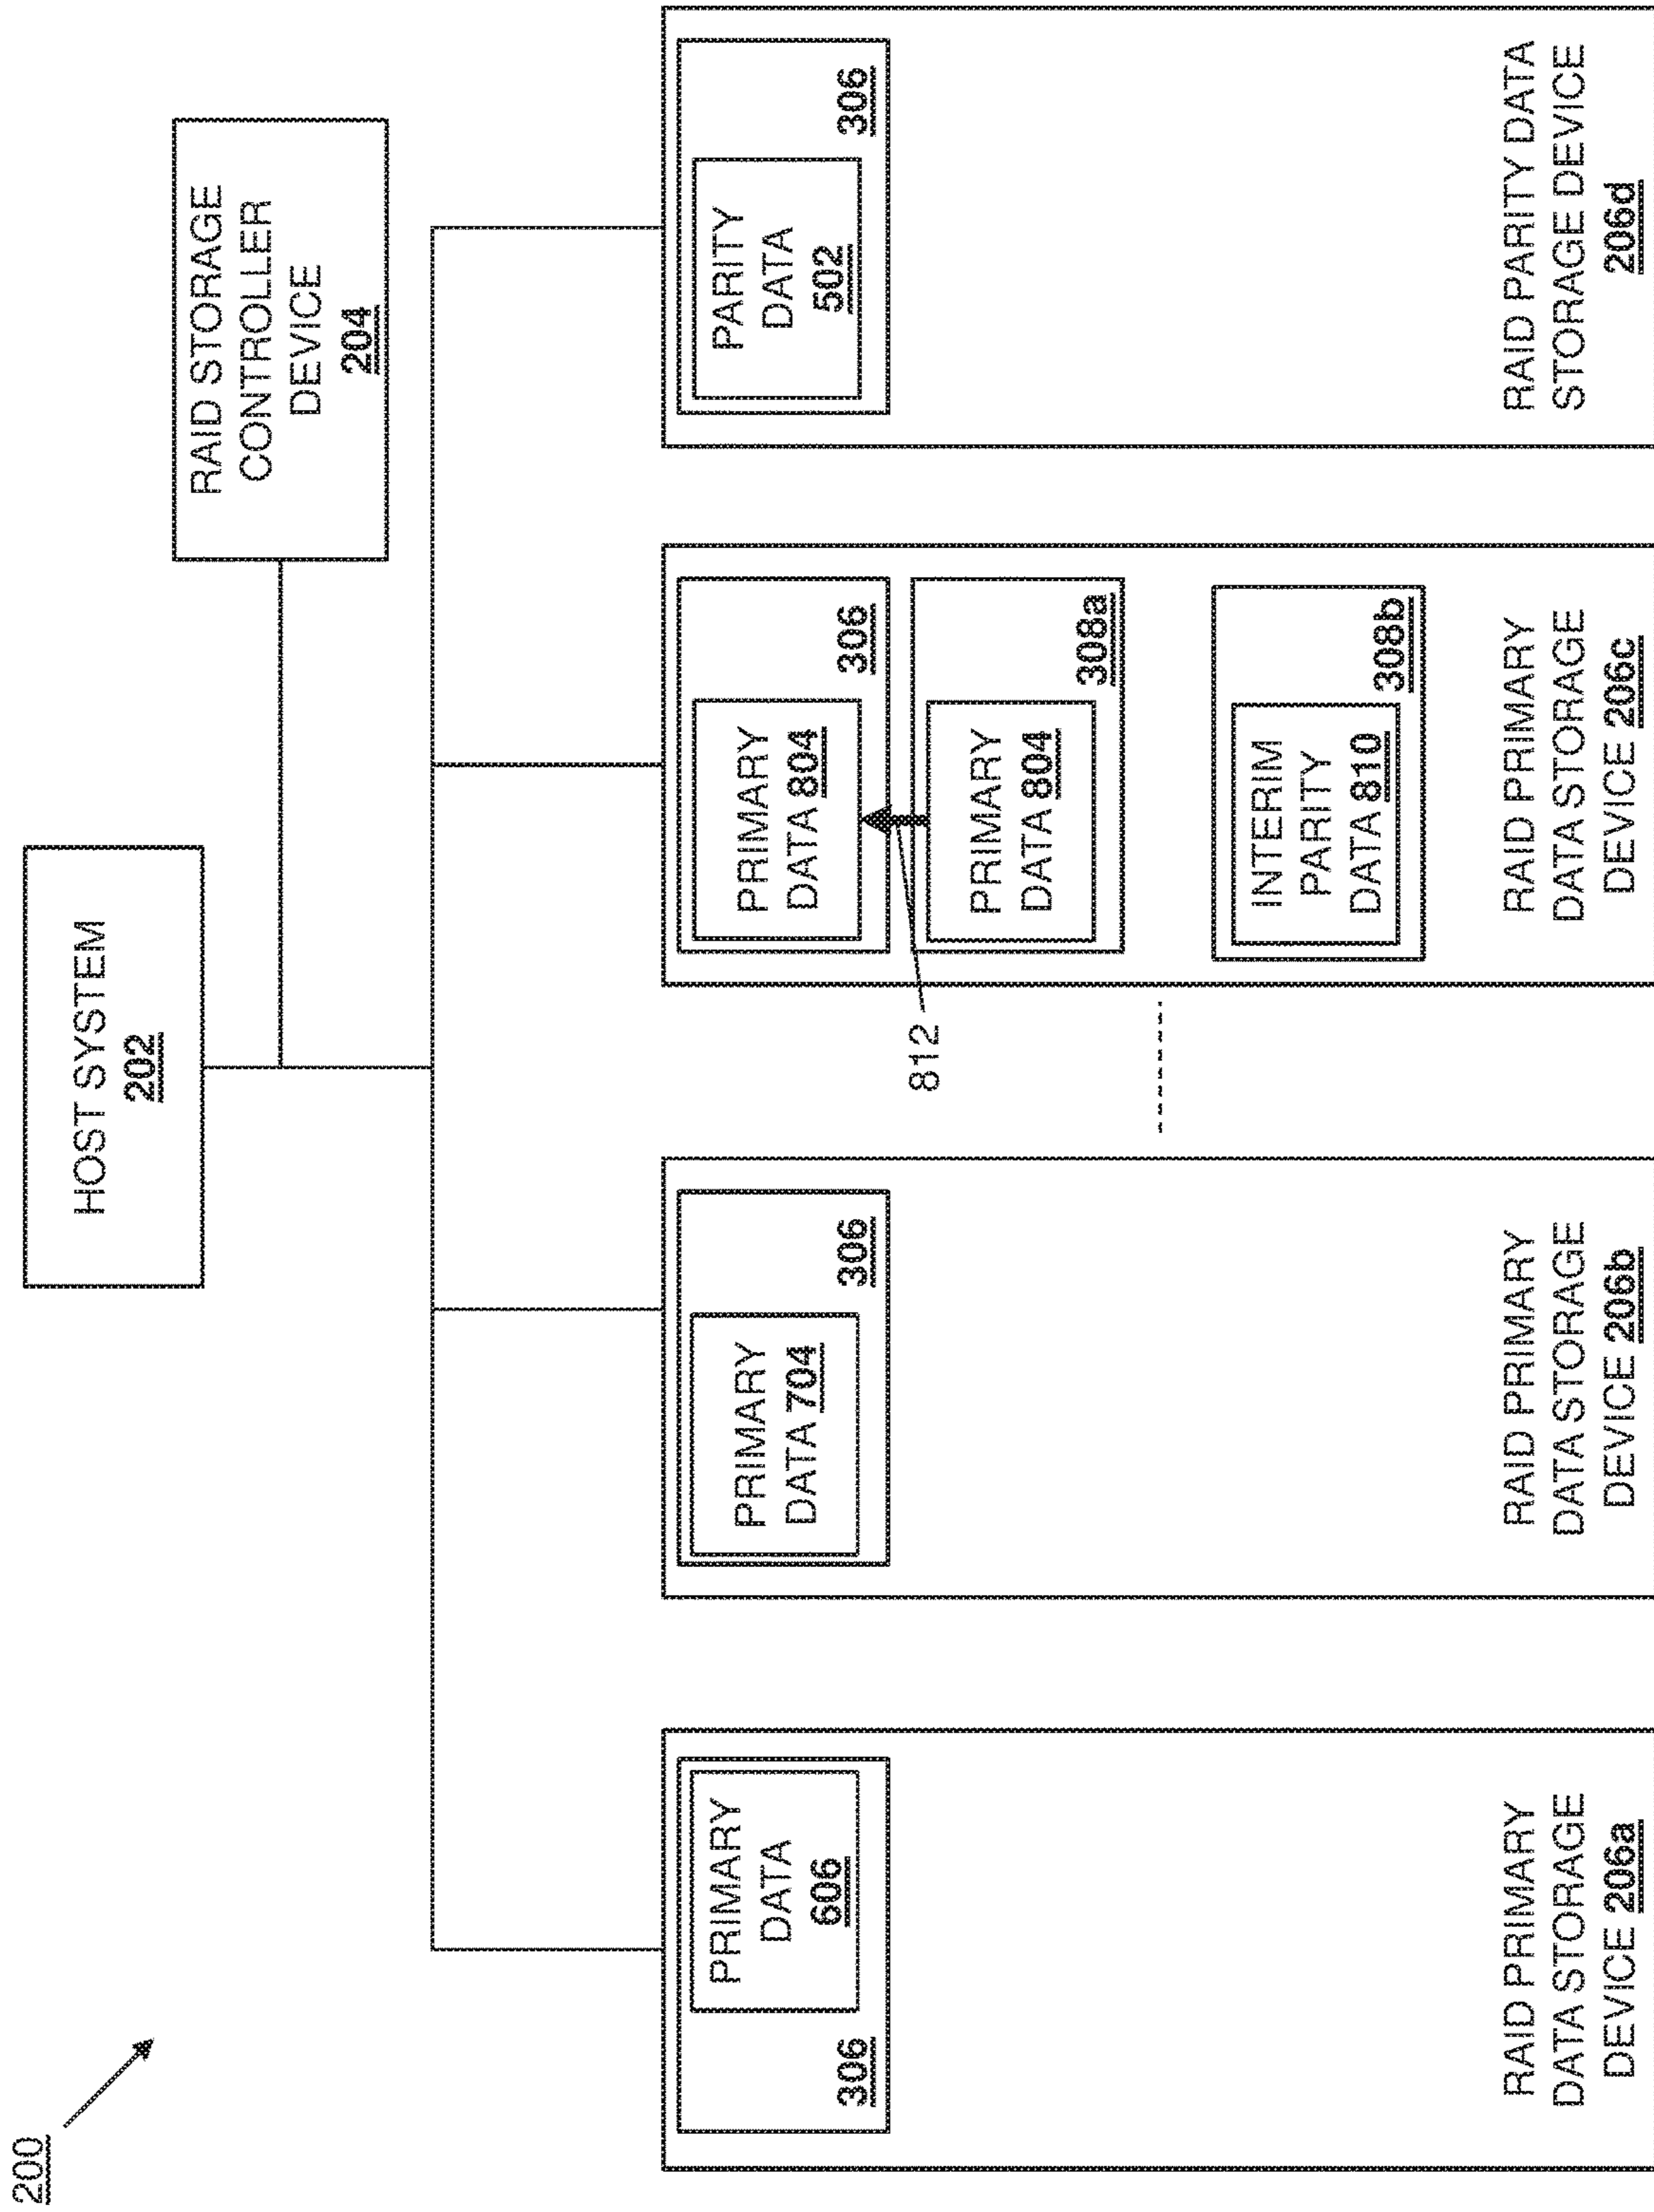 200
HOST SYSTEM
202
RAID STORAGE
CONTROLLER
DEVICE
204
306
PRIMARY
DATA
606
RAID PRIMARY
DATA STORAGE
DEVICE 206a
PRIMARY
DATA 704
306
RAID PRIMARY
DATA STORAGE
DEVICE 206b
812
PRIMARY
DATA 804
306
PRIMARY
DATA 804
308a
INTERIM
PARITY
DATA 810
308b
RAID PRIMARY
DATA STORAGE
DEVICE 206c
PARITY
DATA
502
306
RAID PARITY DATA
STORAGE DEVICE
206d